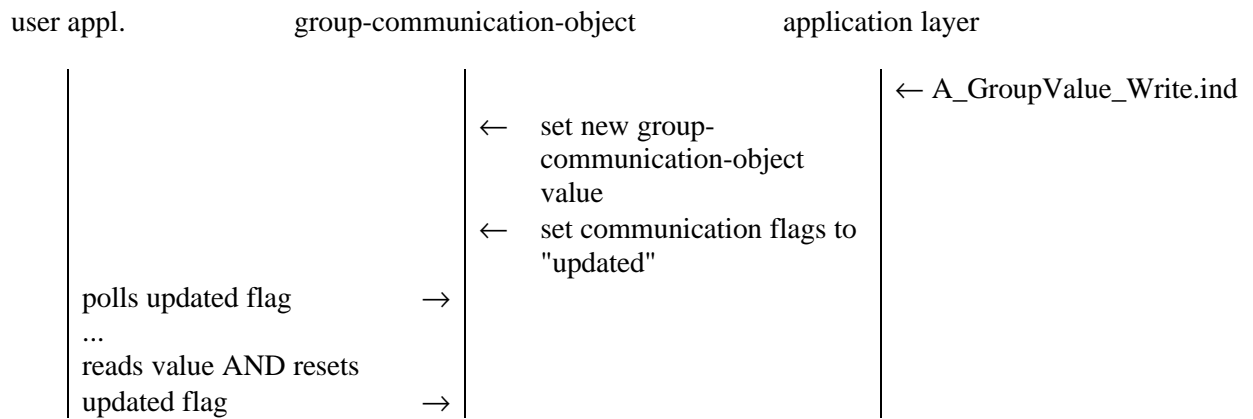 user appl. group-communication-object application layer
← A_GroupValue_Write.ind
← set new group-
communication-object
value
← set communication flags to
"updated"
polls updated flag →
...
reads value AND resets
updated flag →